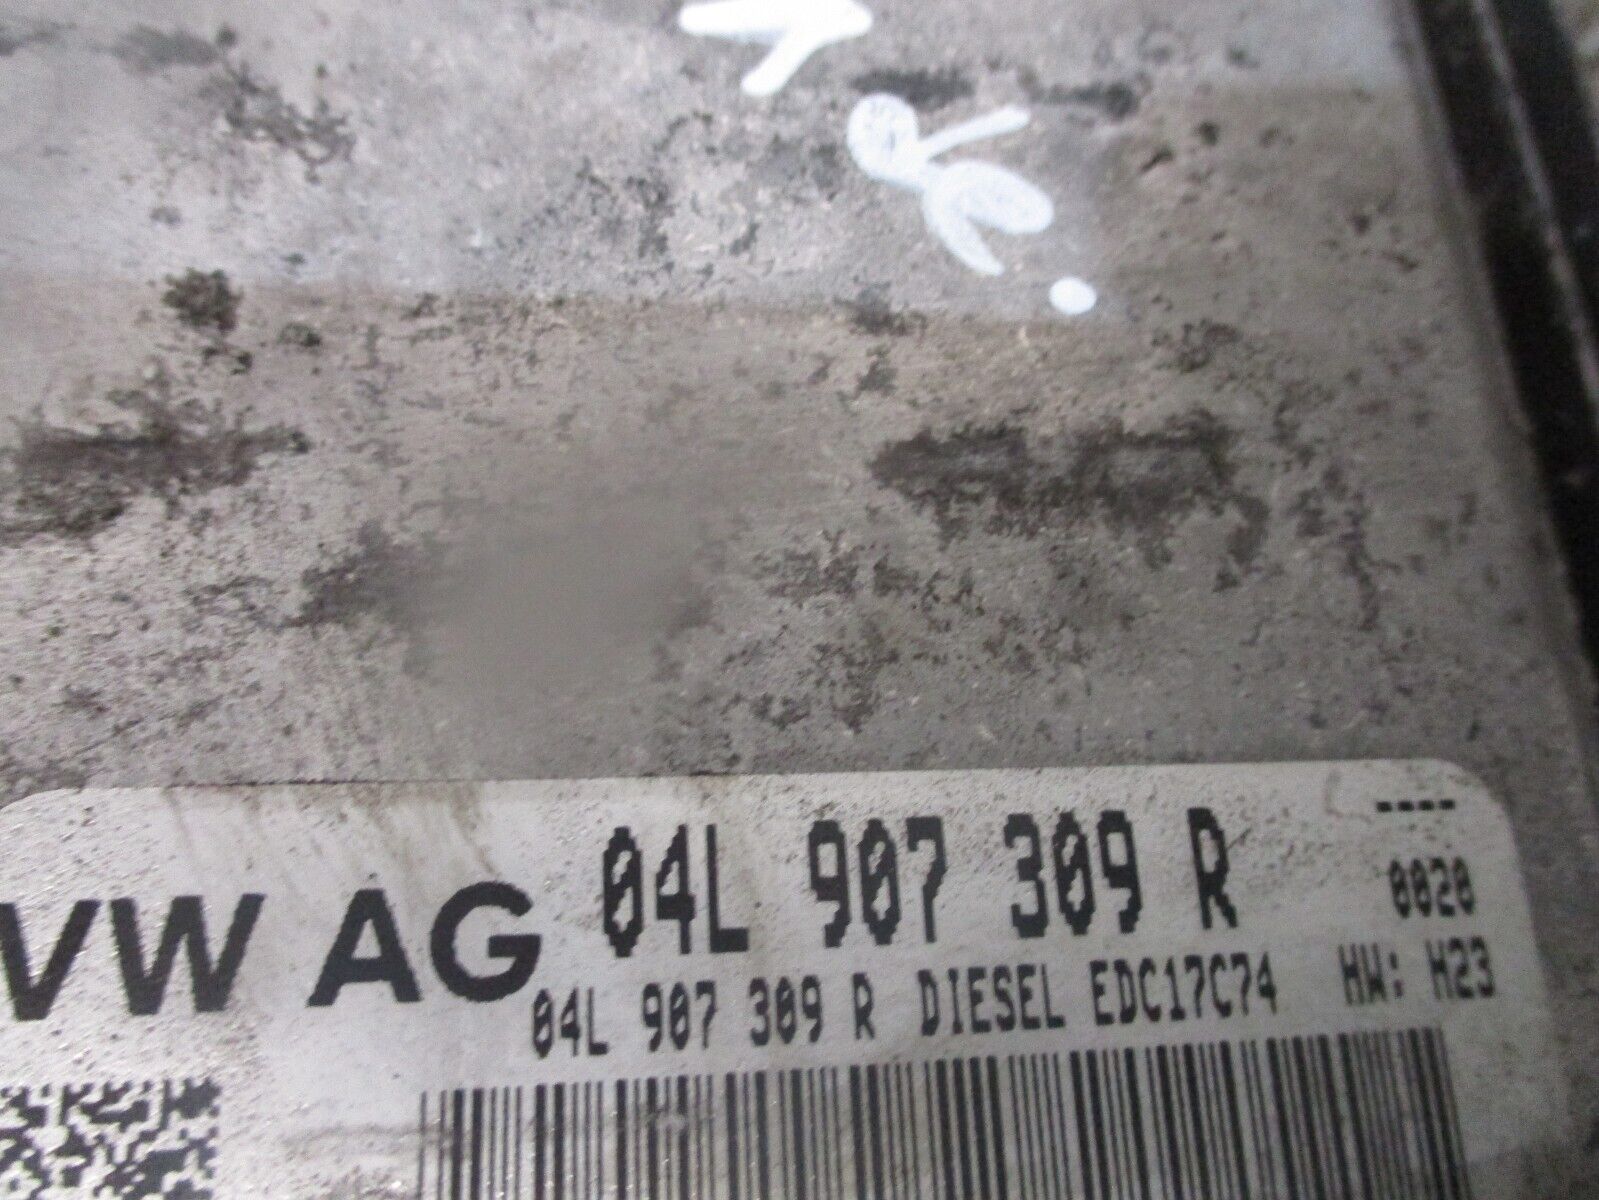 ----
VW AG 04L 907 309 R 0020
04L 907 309 R DIESEL EDC17C74 HW: H23